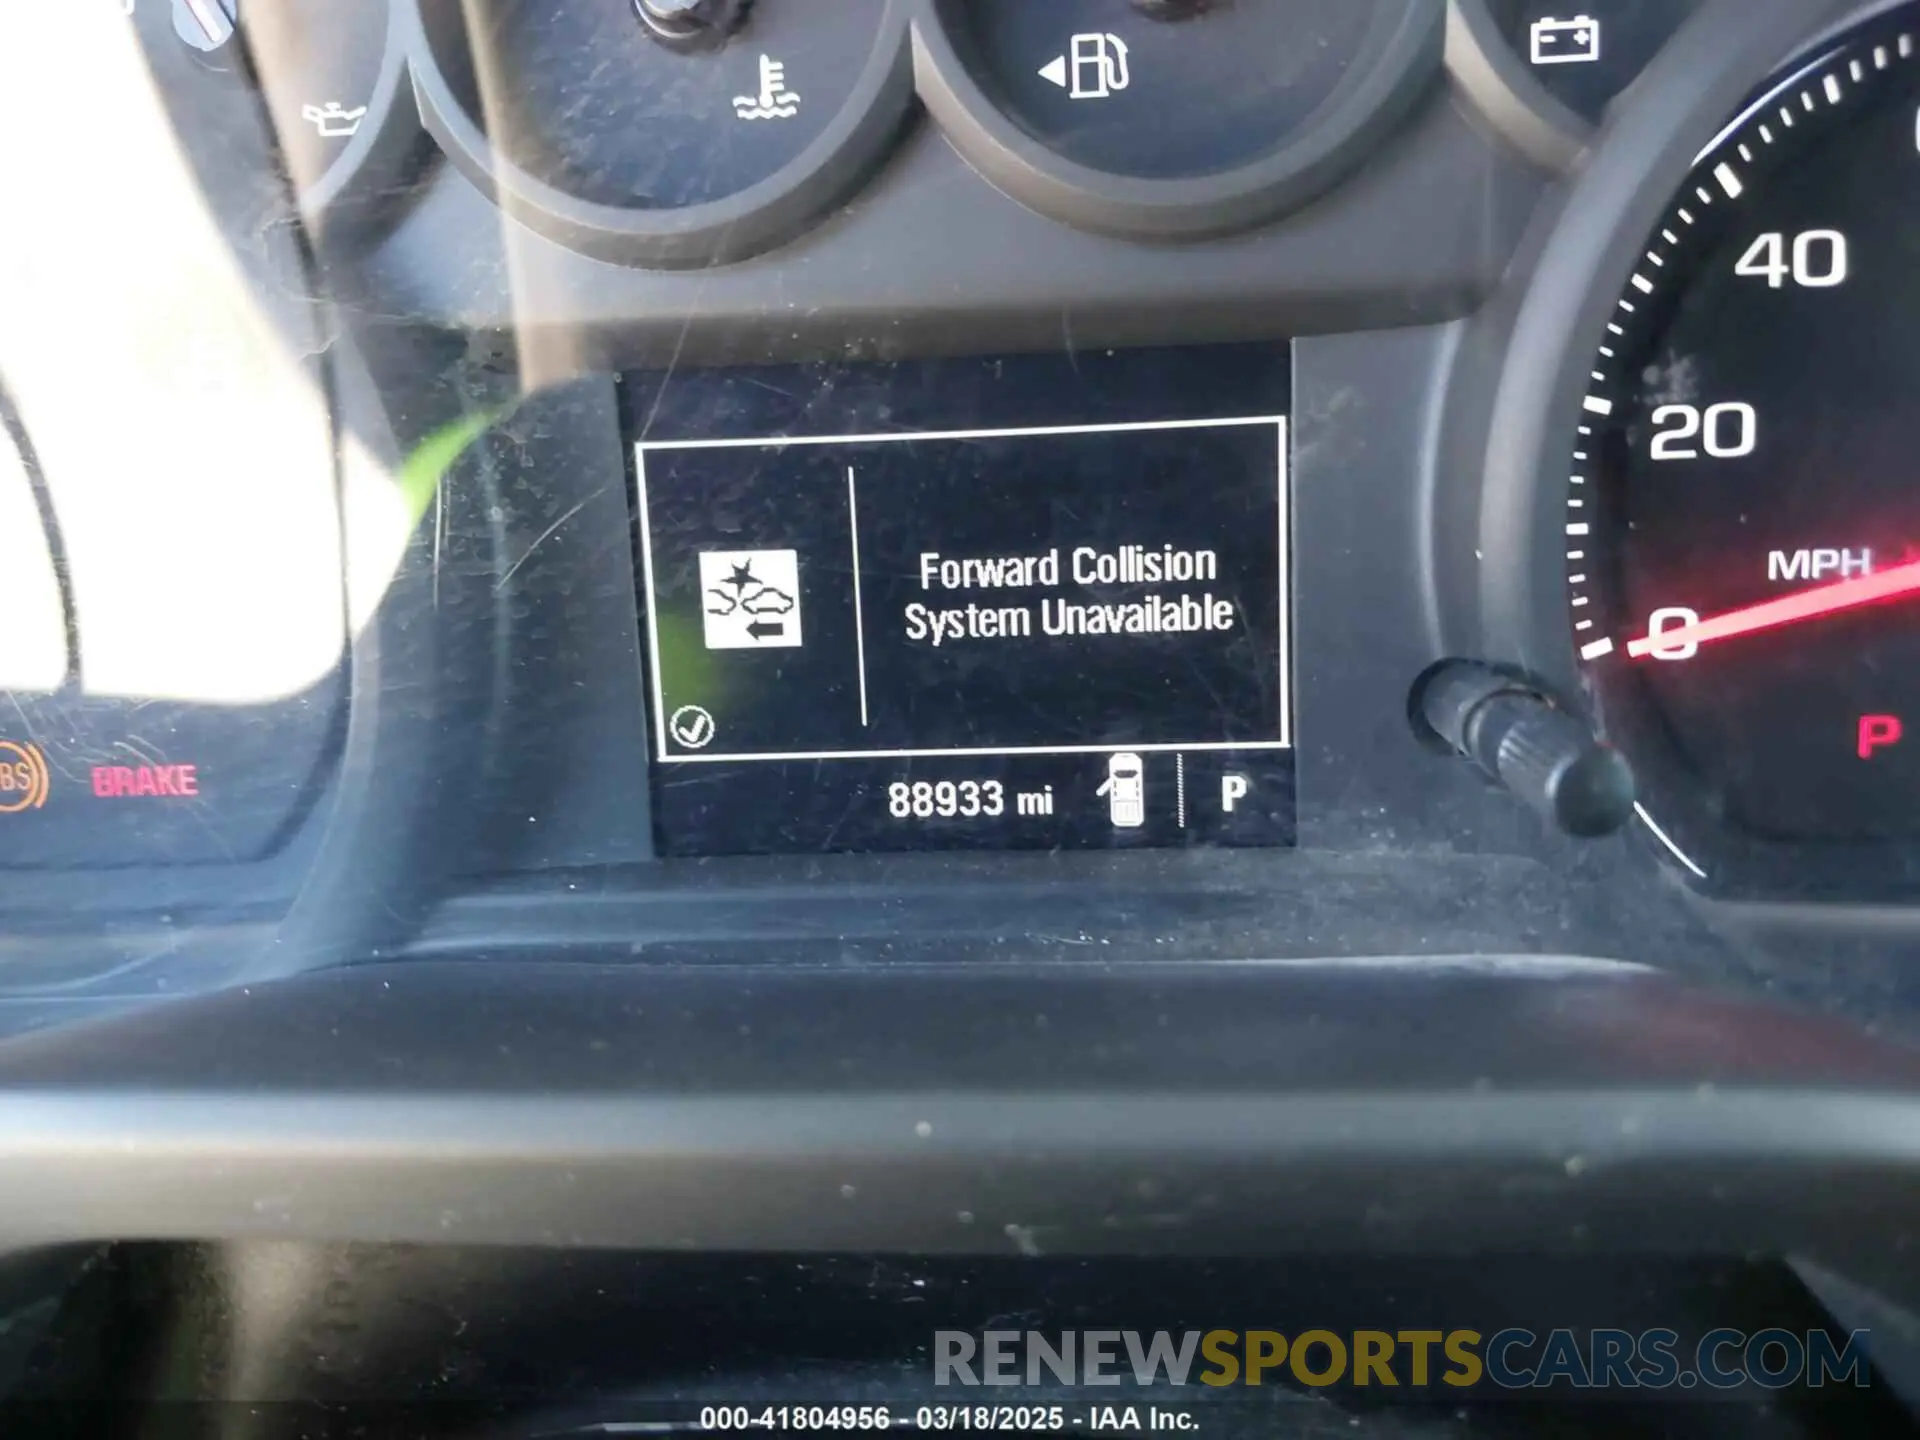 40
20
MPH
0
P
Forward Collision
System Unavailable
88933 mi P
BS
BRAKE
RENEWSPORTSCARS.COM
000-41804956 - 03/18/2025 - IAA Inc.